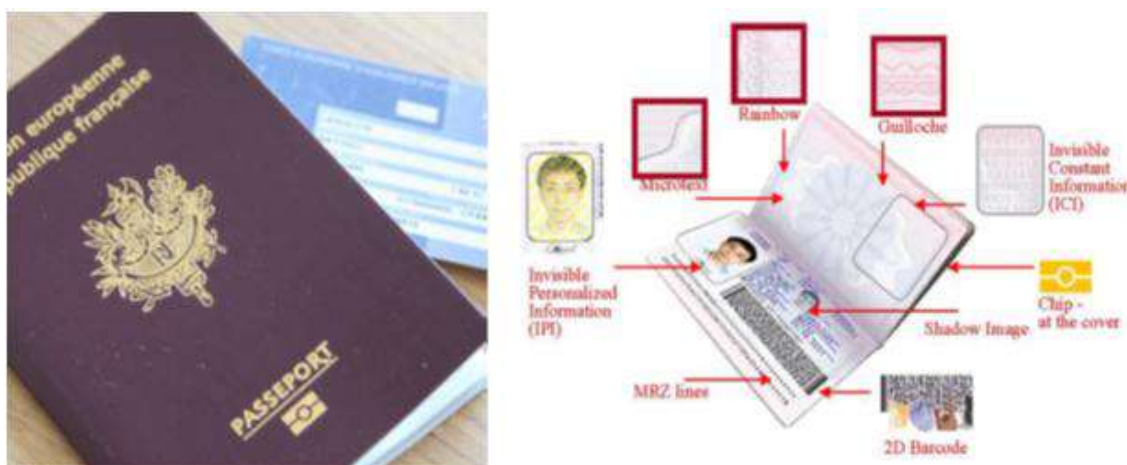 on européenne
publique française
PASSEPORT
Rainbow
Guilloche
Microtext
Invisible
Constant
Information
(ICI)
Invisible
Personalized
Information
(IPI)
Chip -
at the cover
Shadow Image
MRZ lines
2D Barcode